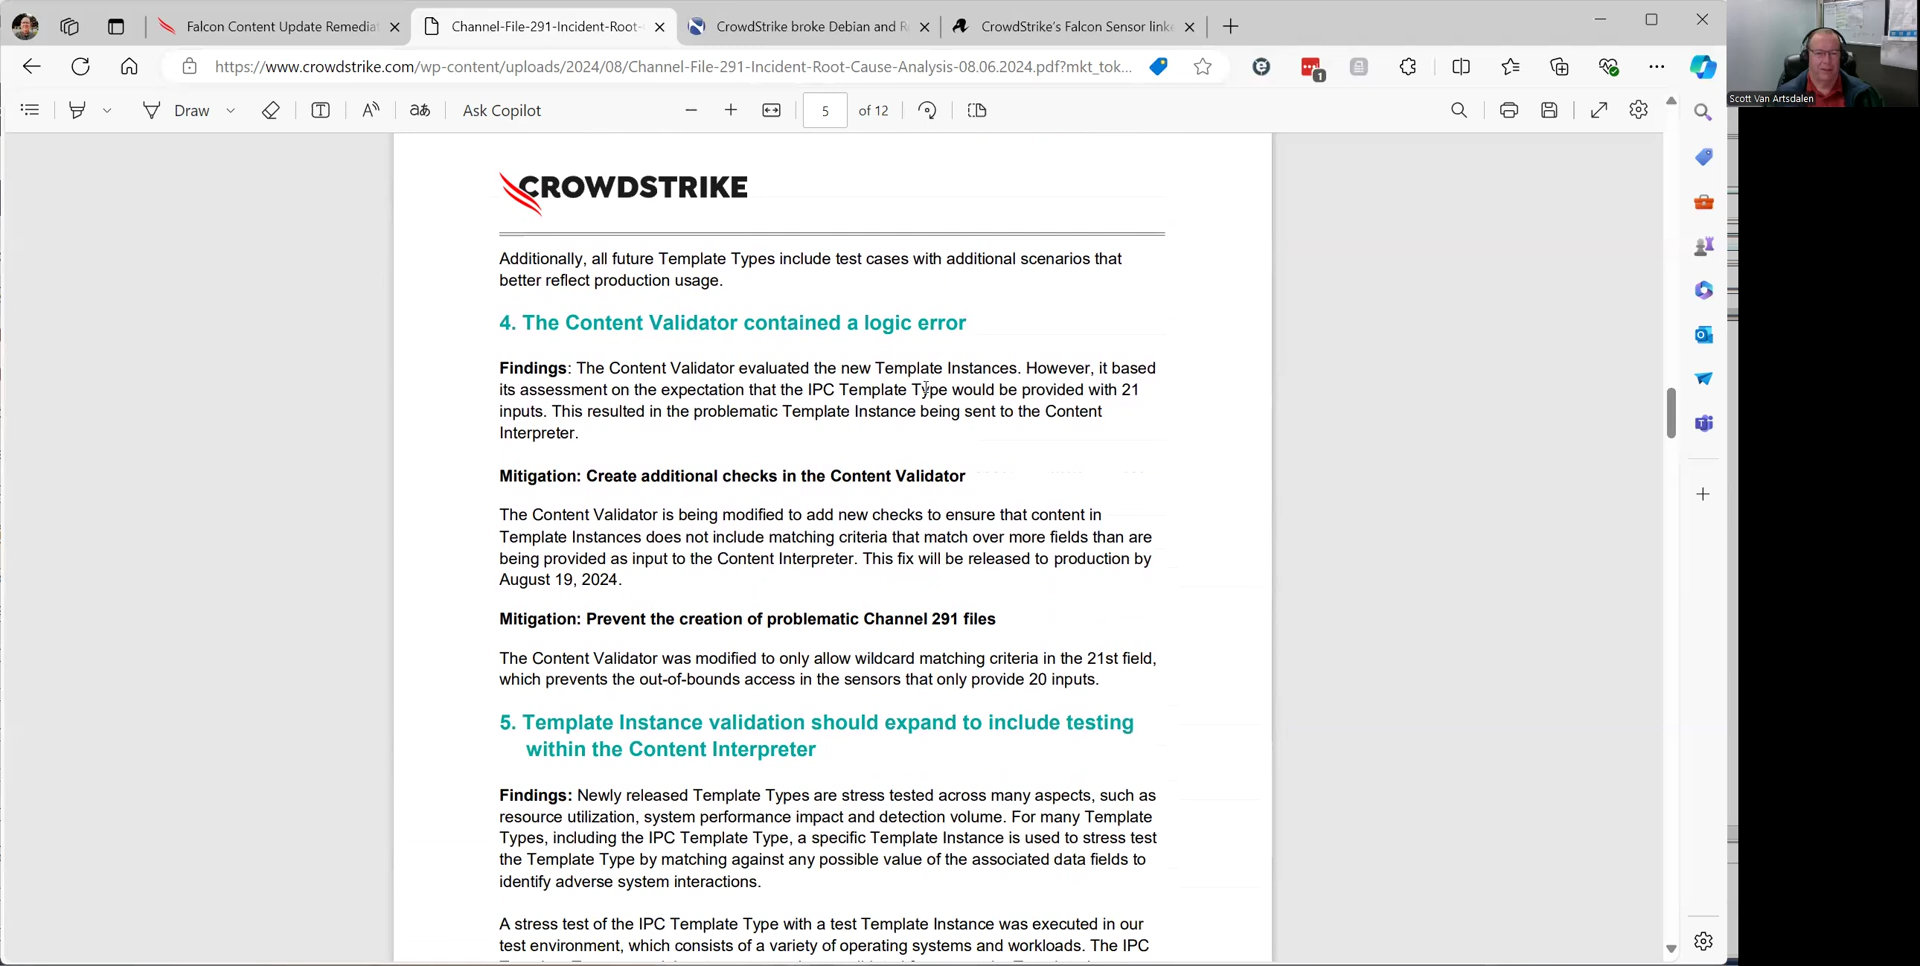 Falcon Content Update Remediat
Channel-File-291-Incident-Root-
CrowdStrike broke Debian and R
CrowdStrike's Falcon Sensor linke
https://www.crowdstrike.com/wp-content/uploads/2024/08/Channel-File-291-Incident-Root-Cause-Analysis-08.06.2024.pdf?mkt_tok...
1
Scott Van Artsdalen
Draw
Ask Copilot
5
of 12
CROWDSTRIKE
Additionally, all future Template Types include test cases with additional scenarios that
better reflect production usage.
4. The Content Validator contained a logic error
Findings: The Content Validator evaluated the new Template Instances. However, it based
its assessment on the expectation that the IPC Template Type would be provided with 21
inputs. This resulted in the problematic Template Instance being sent to the Content
Interpreter.
Mitigation: Create additional checks in the Content Validator
The Content Validator is being modified to add new checks to ensure that content in
Template Instances does not include matching criteria that match over more fields than are
being provided as input to the Content Interpreter. This fix will be released to production by
August 19, 2024.
Mitigation: Prevent the creation of problematic Channel 291 files
The Content Validator was modified to only allow wildcard matching criteria in the 21st field,
which prevents the out-of-bounds access in the sensors that only provide 20 inputs.
5. Template Instance validation should expand to include testing
within the Content Interpreter
Findings: Newly released Template Types are stress tested across many aspects, such as
resource utilization, system performance impact and detection volume. For many Template
Types, including the IPC Template Type, a specific Template Instance is used to stress test
the Template Type by matching against any possible value of the associated data fields to
identify adverse system interactions.
A stress test of the IPC Template Type with a test Template Instance was executed in our
test environment, which consists of a variety of operating systems and workloads. The IPC